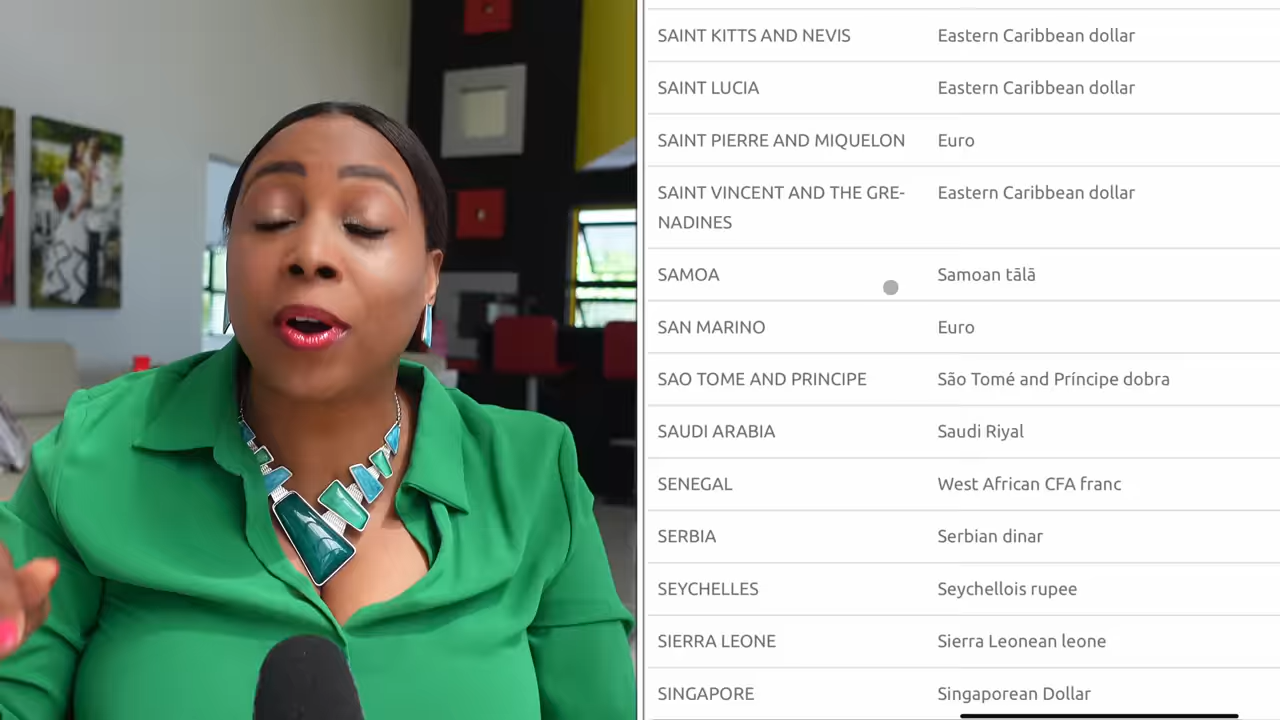 SAINT KITTS AND NEVIS Eastern Caribbean dollar
SAINT LUCIA Eastern Caribbean dollar
SAINT PIERRE AND MIQUELON Euro
SAINT VINCENT AND THE GRE- Eastern Caribbean dollar
NADINES
SAMOA Samoan tālā
SAN MARINO Euro
SAO TOME AND PRINCIPE São Tomé and Príncipe dobra
SAUDI ARABIA Saudi Riyal
SENEGAL West African CFA franc
SERBIA Serbian dinar
SEYCHELLES Seychellois rupee
SIERRA LEONE Sierra Leonean leone
SINGAPORE Singaporean Dollar